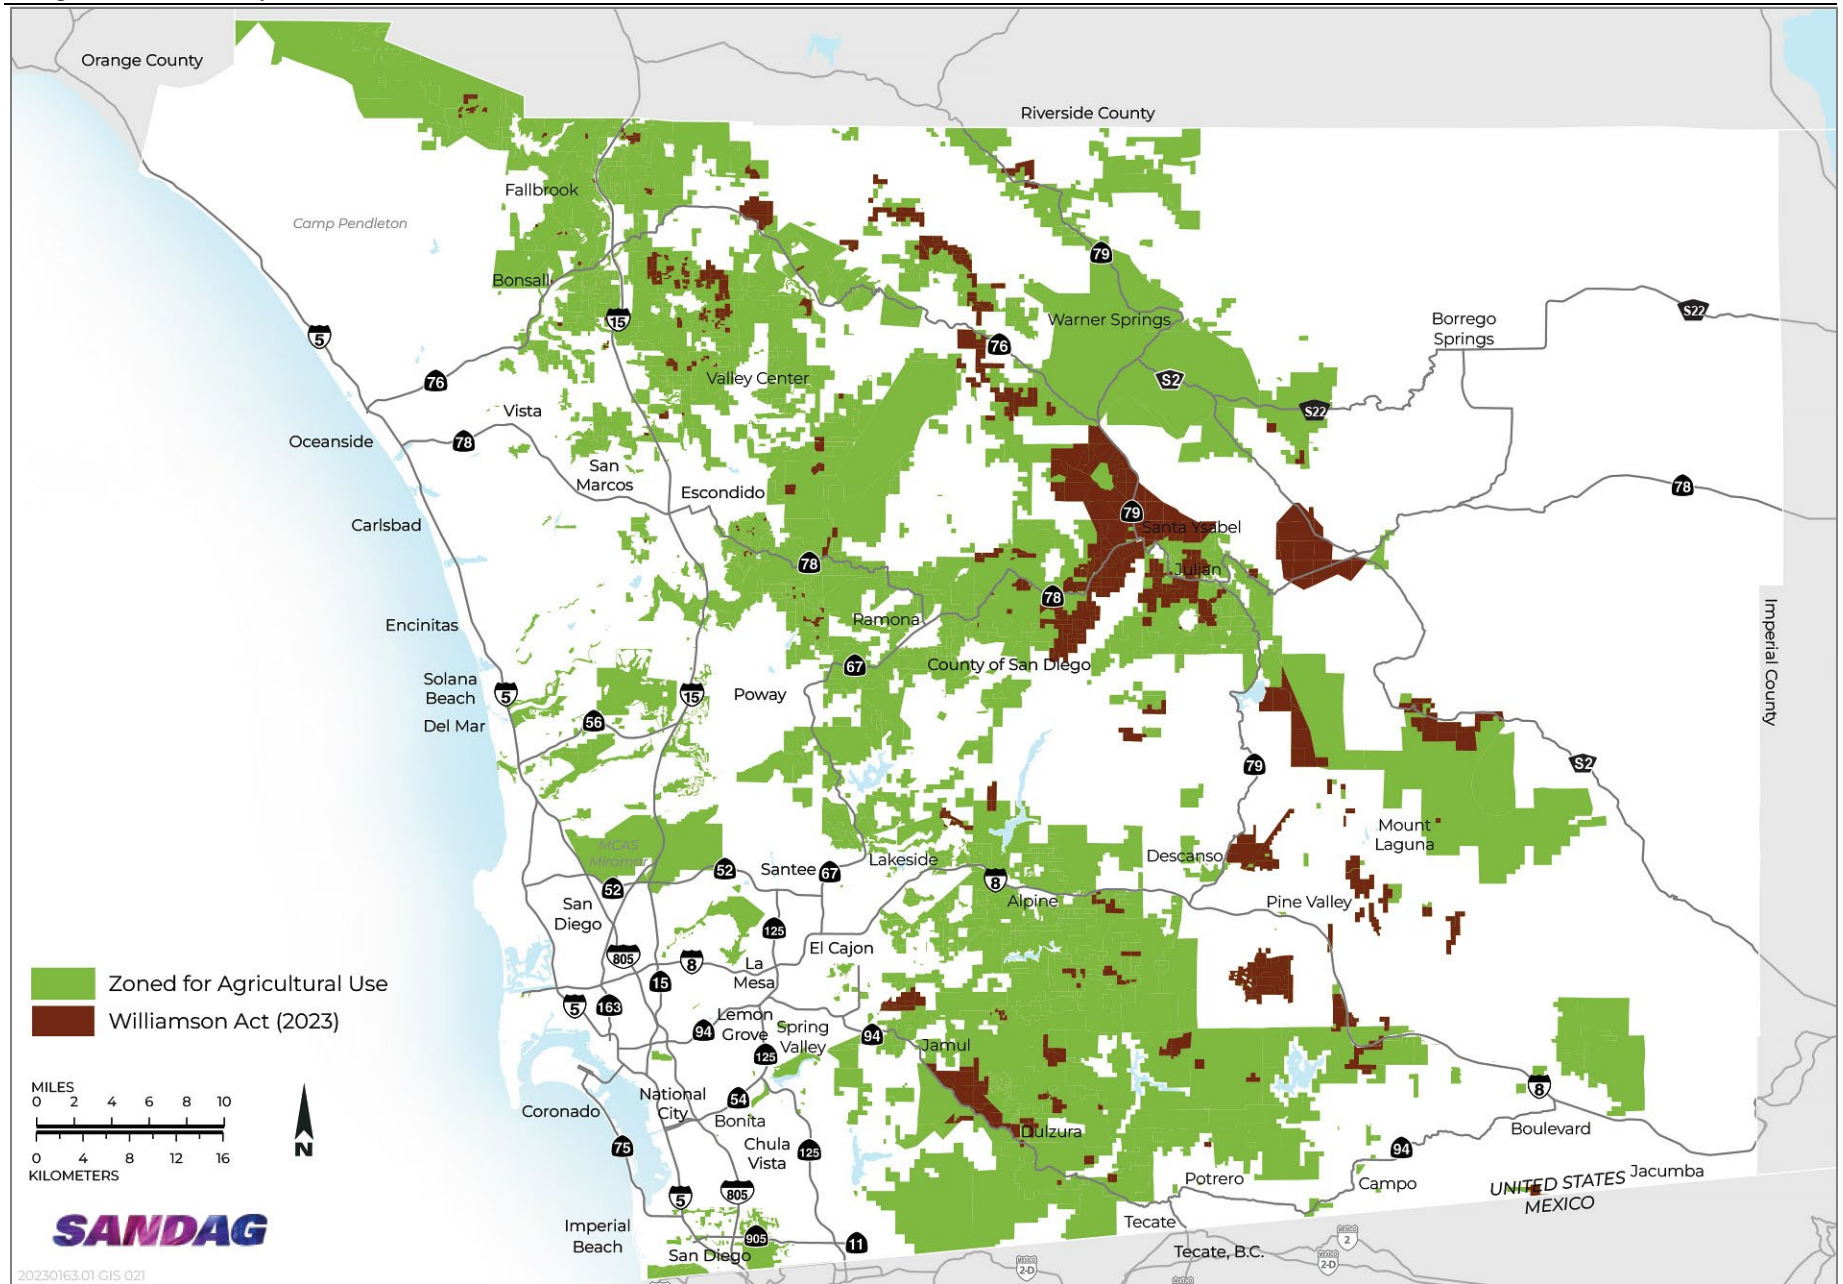 Orange County
Riverside County
Fallbrook
Camp Pendleton
79
Bonsall
15
5
Warner Springs
S22
Borrego
Springs
76
76
Valley Center
S2
S22
Vista
Oceanside
78
San
Marcos
Escondido
78
79
Santa Ysabel
Carlsbad
78
Julian
78
Encinitas
Ramona
Imperial County
County of San Diego
67
Solana
Beach
5
15
Poway
Del Mar
56
79
S2
Mount
Laguna
MCAS
Miramar
Santee
67
Lakeside
Descanso
52
52
8
Alpine
Pine Valley
San
Diego
125
El Cajon
805
8
La
Mesa
Zoned for Agricultural Use
15
5
163
Williamson Act (2023)
Lemon
Grove
94
Spring
Valley
94
125
Jamul
MILES
0 2 4 6 8 10
N
0 4 8 12 16
KILOMETERS
National
City
54
Coronado
Bonita
8
Boulevard
Dulzura
75
Chula
Vista
125
94
Potrero
Campo
UNITED STATES
MEXICO
Jacumba
5
805
SANDAG
Imperial
Beach
San Diego
905
11
Tecate
Tecate, B.C.
2
2-D
2-D
20230163.01 GIS 021